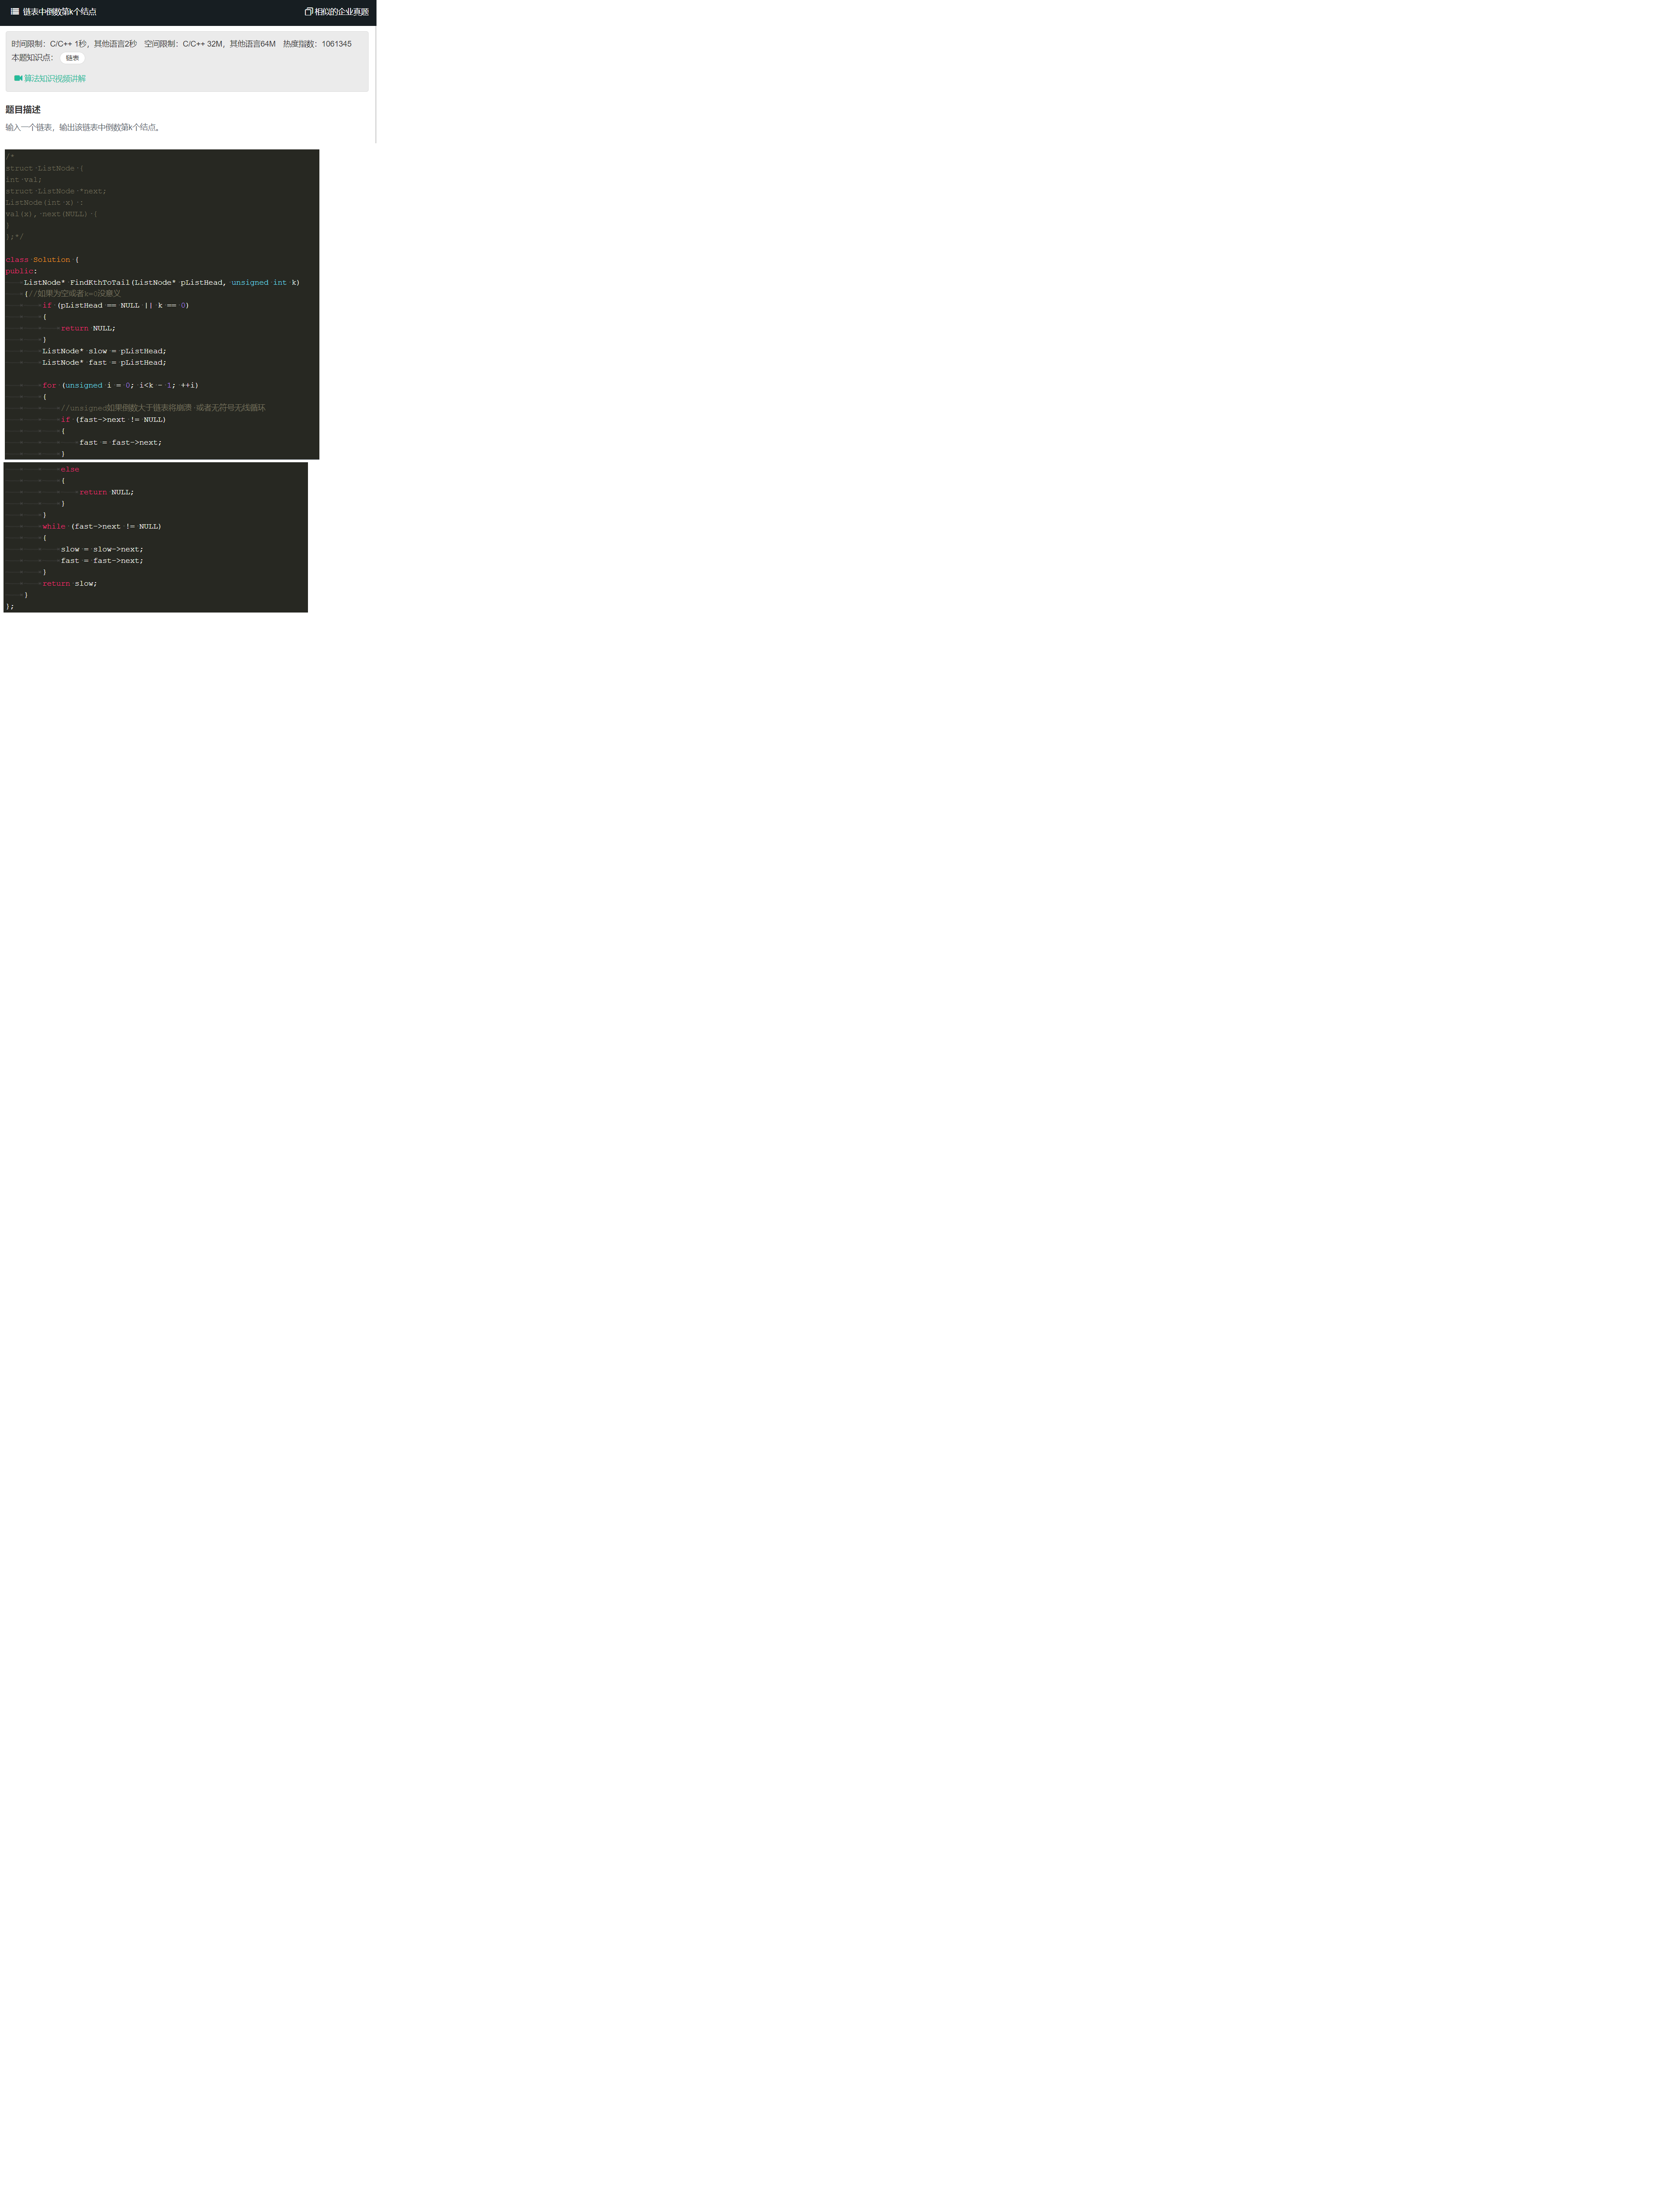 链表中倒数第k个结点 相似的企业真题
时间限制：C/C++ 1秒，其他语言2秒 空间限制：C/C++ 32M，其他语言64M 热度指数：1061345
本题知识点： 链表
算法知识视频讲解
题目描述
输入一个链表，输出该链表中倒数第k个结点。
/*
struct ListNode {
int val;
struct ListNode *next;
ListNode(int x) :
val(x), next(NULL) {
}
};*/
class Solution {
public:
ListNode* FindKthToTail(ListNode* pListHead, unsigned int k)
{//如果为空或者k=0没意义
if (pListHead == NULL || k == 0)
{
return NULL;
}
ListNode* slow = pListHead;
ListNode* fast = pListHead;
for (unsigned i = 0; i<k - 1; ++i)
{
//unsigned如果倒数大于链表将崩溃 或者无符号无线循环
if (fast->next != NULL)
{
fast = fast->next;
}
else
{
return NULL;
}
}
while (fast->next != NULL)
{
slow = slow->next;
fast = fast->next;
}
return slow;
}
};